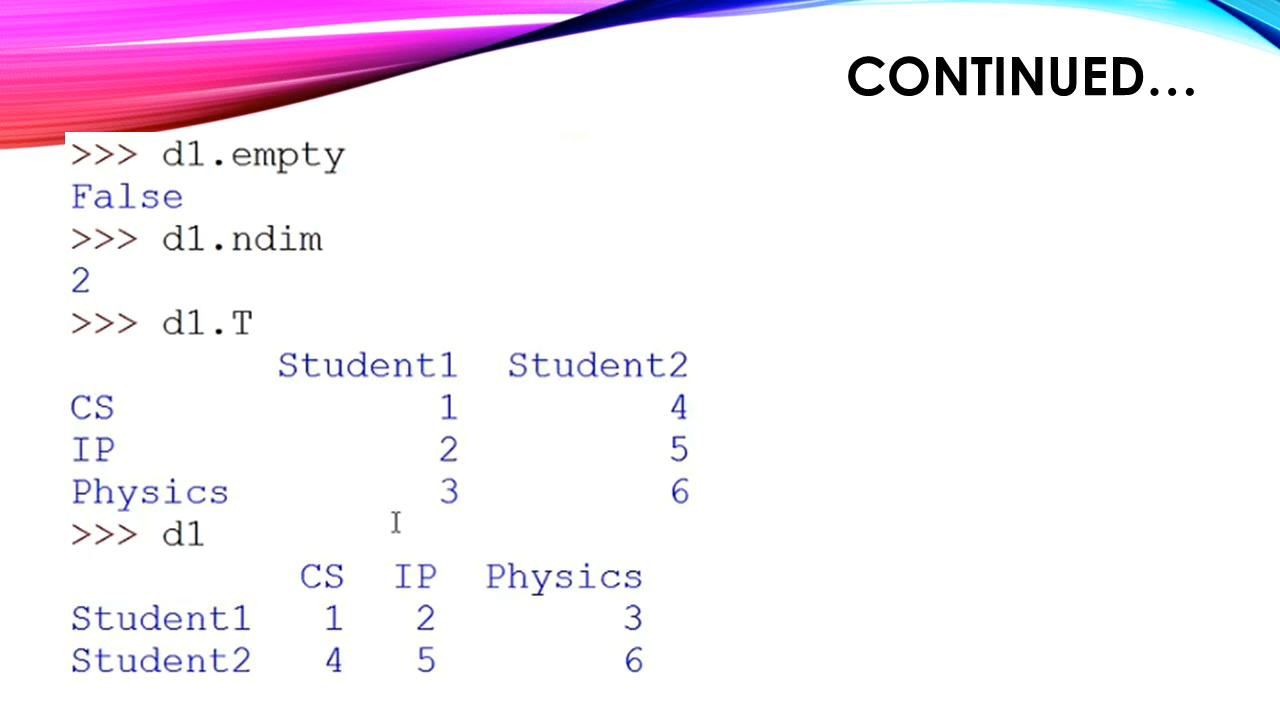 CONTINUED...
>>> d1.empty
False
>>> d1.ndim
2
>>> d1.T
         Student1  Student2
CS              1         4
IP              2         5
Physics         3         6
>>> d1
          CS  IP  Physics
Student1   1   2        3
Student2   4   5        6